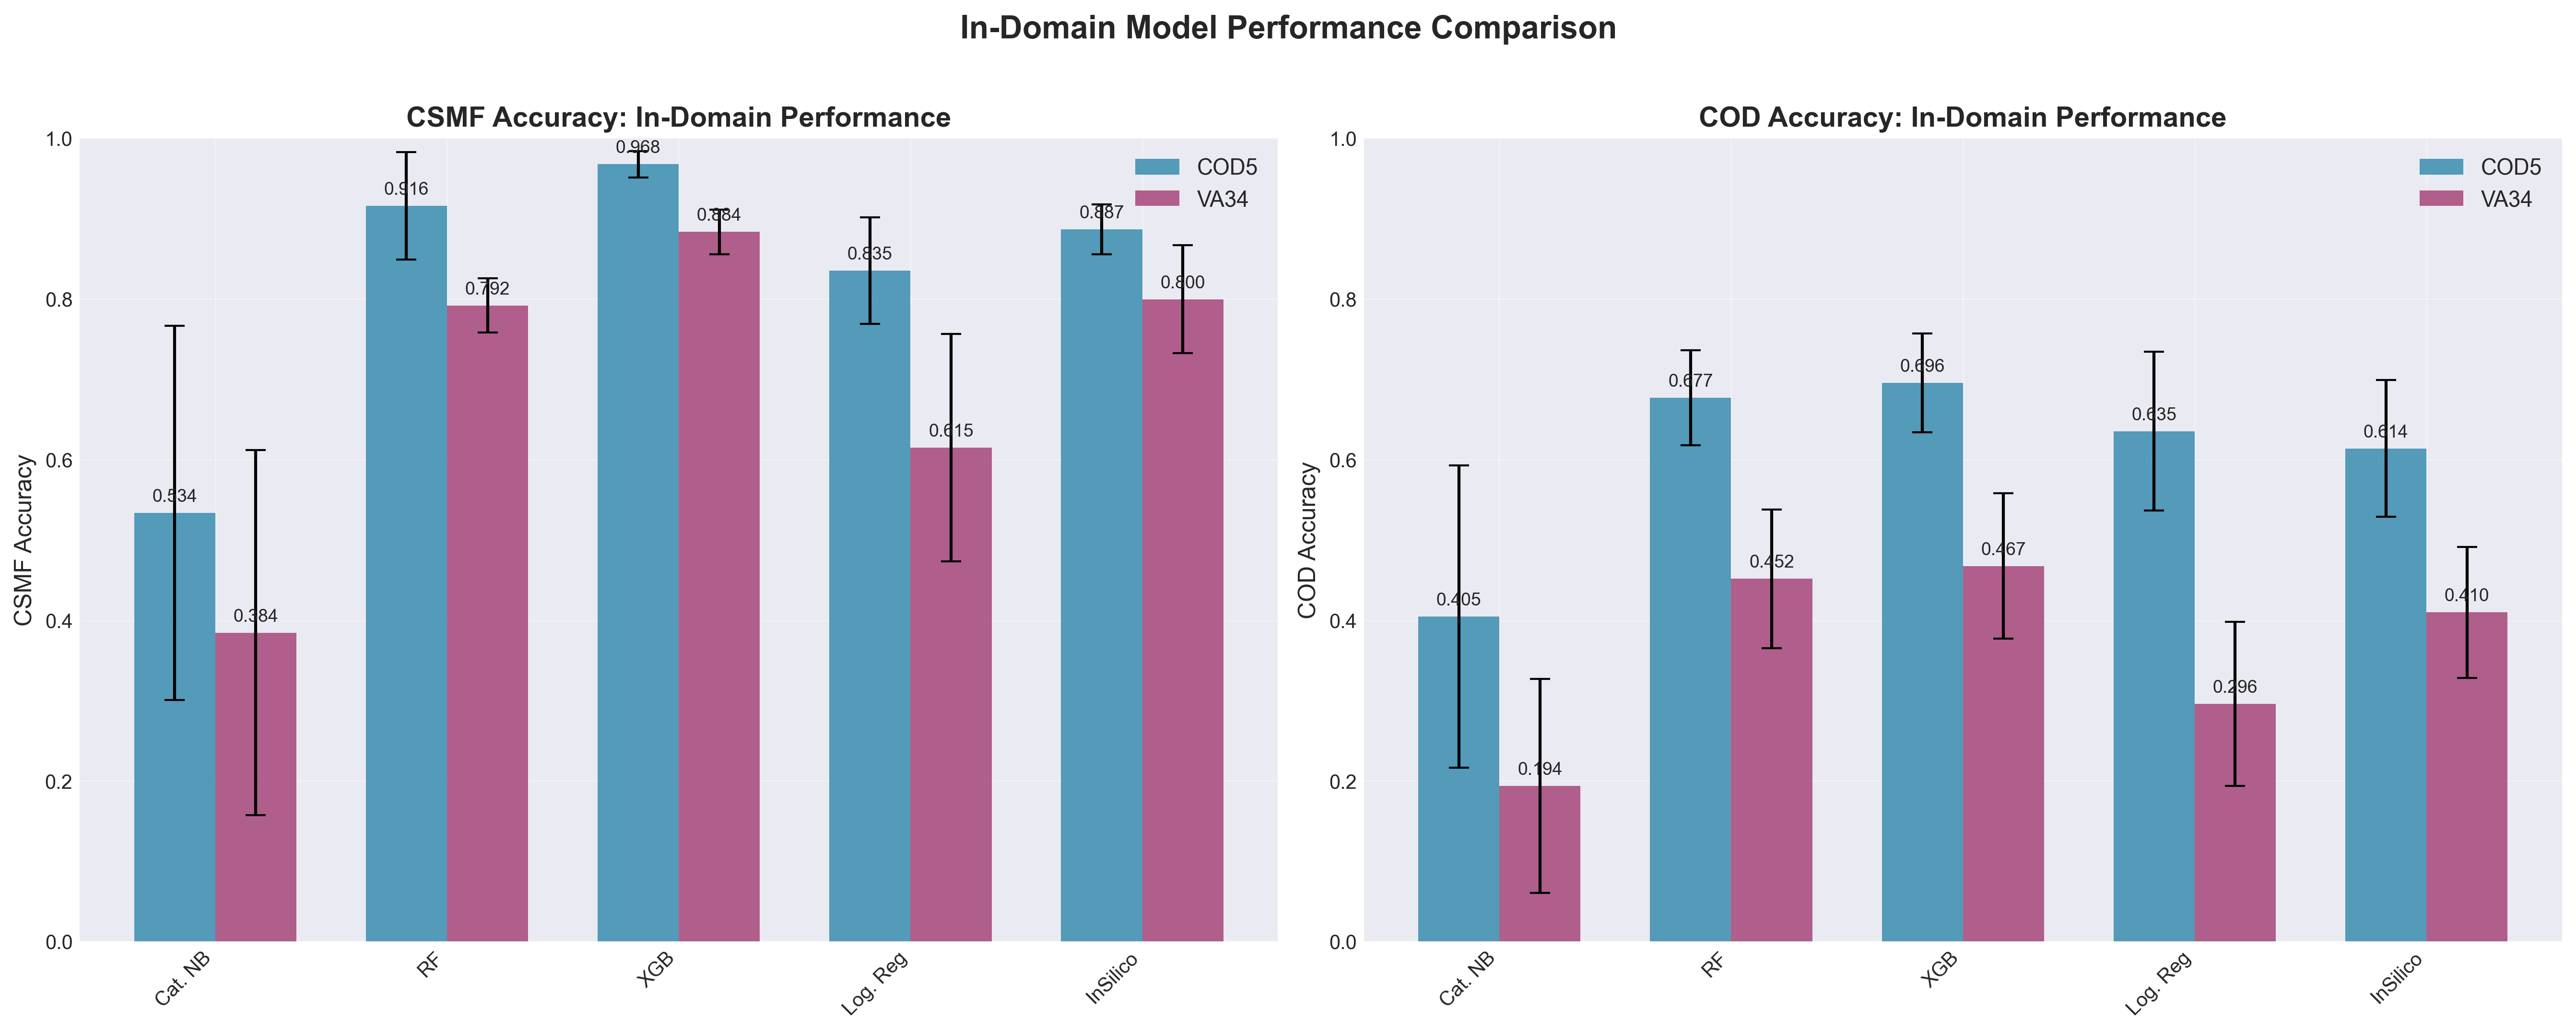 In-Domain Model Performance Comparison
CSMF Accuracy: In-Domain Performance
CSMF Accuracy
1.0
0.8
0.6
0.4
0.2
0.0
0.534
0.384
0.916
0.792
0.968
0.884
0.835
0.615
0.887
0.800
COD5
VA34
Cat. NB
RF
XGB
Log. Reg
InSilico
COD Accuracy: In-Domain Performance
COD Accuracy
1.0
0.8
0.6
0.4
0.2
0.0
0.405
0.194
0.677
0.452
0.696
0.467
0.635
0.296
0.614
0.410
COD5
VA34
Cat. NB
RF
XGB
Log. Reg
InSilico